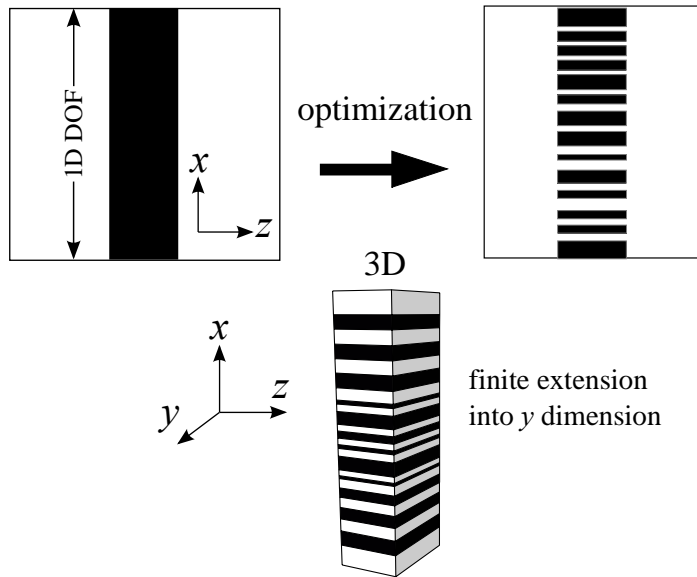 1D DOF
x
z
optimization
3D
x
y
z
finite extension
into y dimension